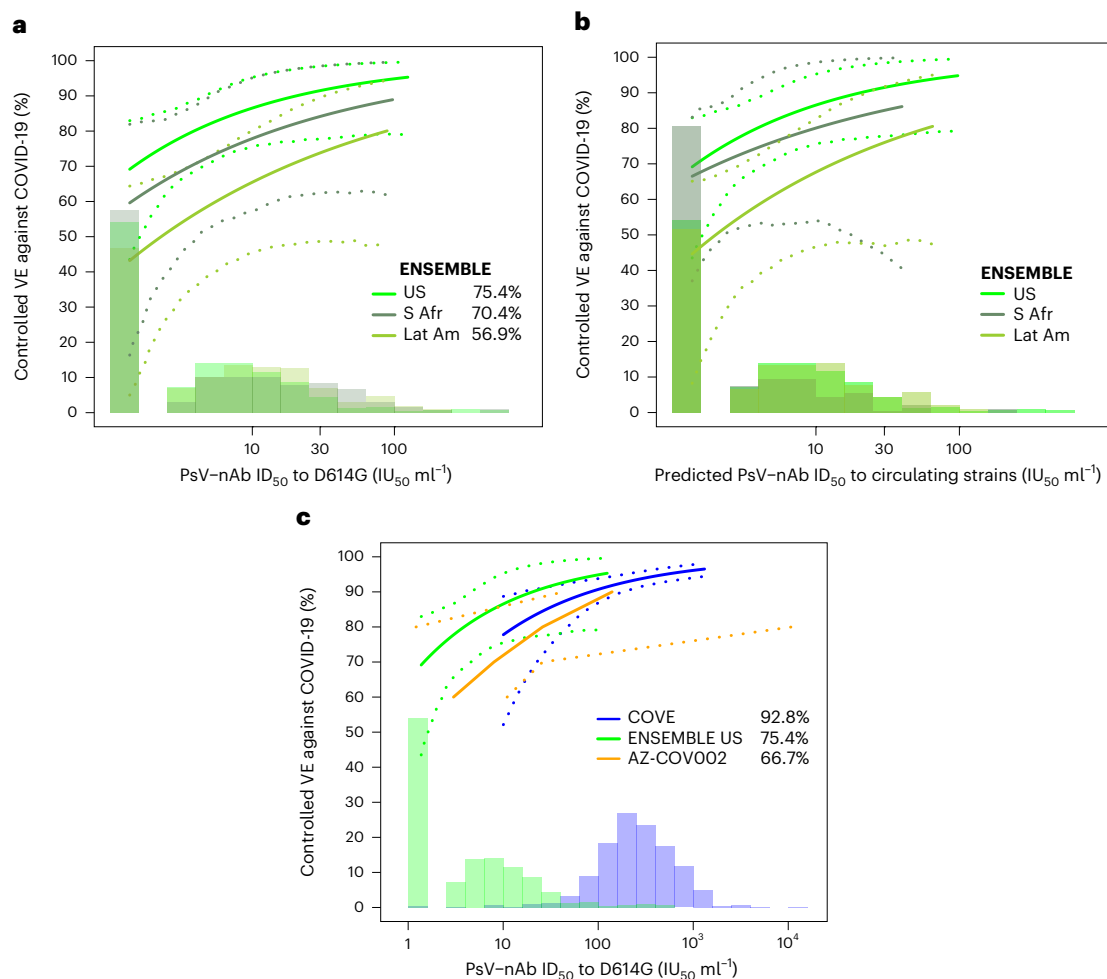 a
Controlled VE against COVID-19 (%)
100
90
80
70
60
50
40
30
20
10
0
ENSEMBLE
US 75.4%
S Afr 70.4%
Lat Am 56.9%
10 30 100
PsV–nAb ID50 to D614G (IU50 ml−1)
b
Controlled VE against COVID-19 (%)
100
90
80
70
60
50
40
30
20
10
0
ENSEMBLE
US
S Afr
Lat Am
10 30 100
Predicted PsV–nAb ID50 to circulating strains (IU50 ml−1)
c
Controlled VE against COVID-19 (%)
100
90
80
70
60
50
40
30
20
10
0
COVE 92.8%
ENSEMBLE US 75.4%
AZ-COV002 66.7%
1 10 100 10³ 10⁴
PsV–nAb ID50 to D614G (IU50 ml−1)